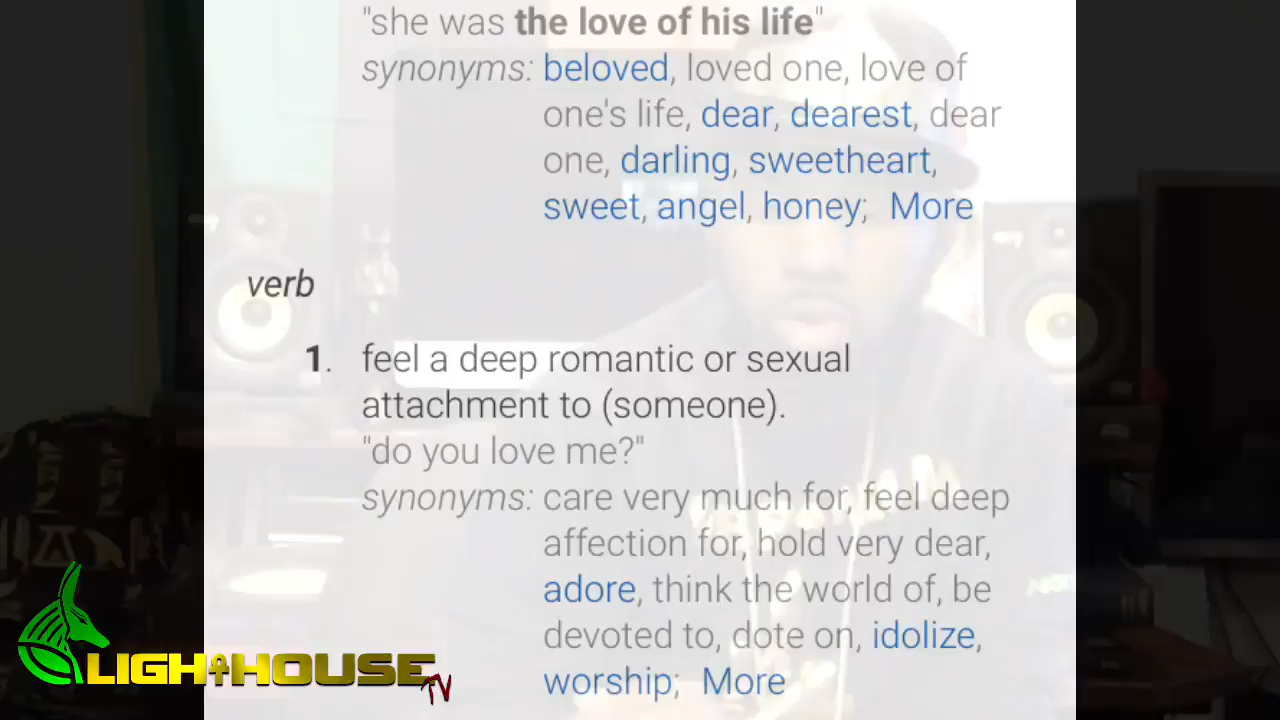 "she was the love of his life"
synonyms: beloved, loved one, love of
one's life, dear, dearest, dear
one, darling, sweetheart,
sweet, angel, honey; More
verb
1. feel a deep romantic or sexual
attachment to (someone).
"do you love me?"
synonyms: care very much for, feel deep
affection for, hold very dear,
adore, think the world of, be
devoted to, dote on, idolize,
worship; More
LIGH☥HOUSE TV